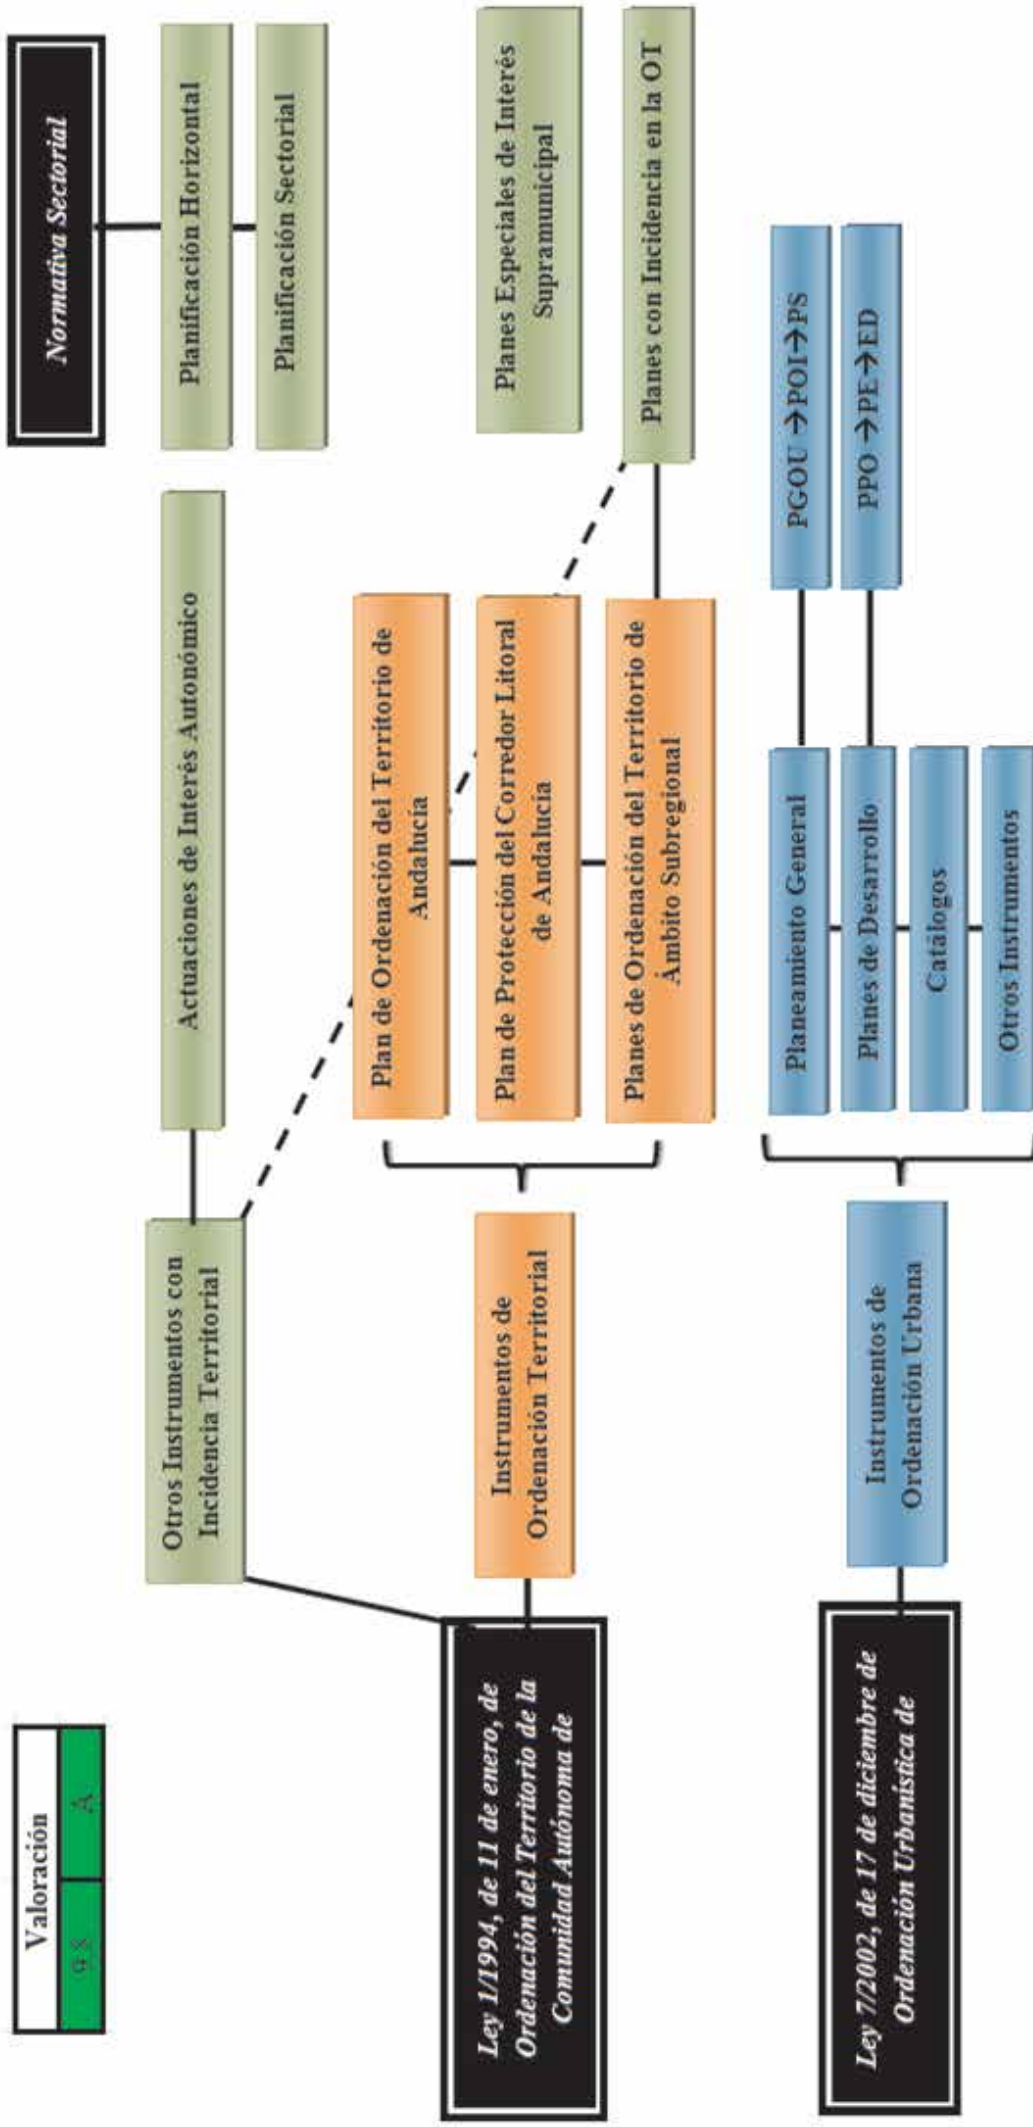 Valoración
98 A
Normativa Sectorial
Otros Instrumentos con
Incidencia Territorial
Actuaciones de Interés Autonómico
Planificación Horizontal
Planificación Sectorial
Ley 1/1994, de 11 de enero, de
Ordenación del Territorio de la
Comunidad Autónoma de
Instrumentos de
Ordenación Territorial
Plan de Ordenación del Territorio de
Andalucía
Plan de Protección del Corredor Litoral
de Andalucía
Planes de Ordenación del Territorio de
Ámbito Subregional
Planes Especiales de Interés
Supramunicipal
Planes con Incidencia en la OT
Ley 7/2002, de 17 de diciembre de
Ordenación Urbanística de
Instrumentos de
Ordenación Urbana
Planeamiento General
Planes de Desarrollo
Catálogos
Otros Instrumentos
PGOU →POI→PS
PPO →PE→ED